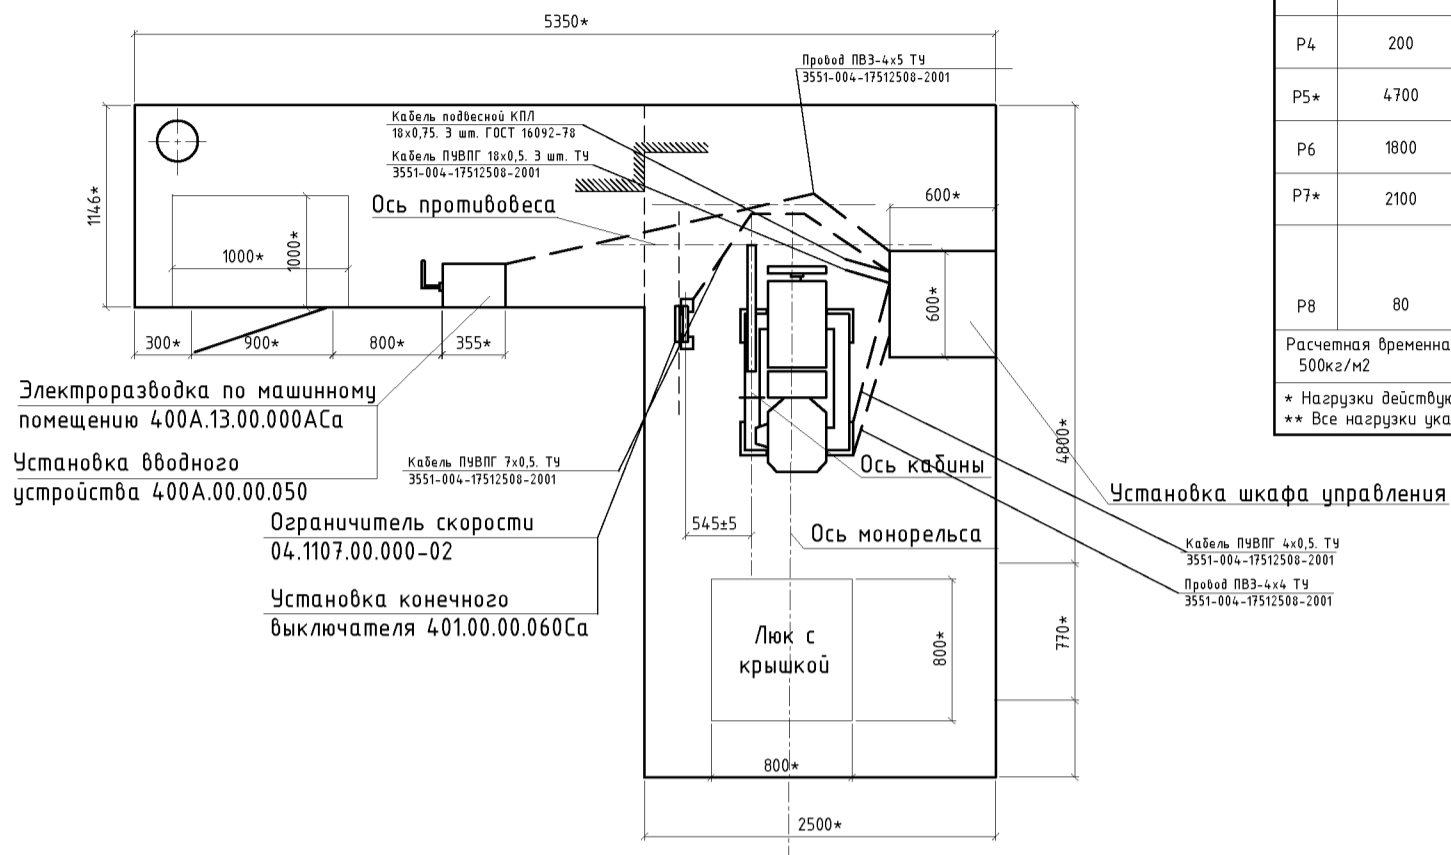 5350*
Провод ПВ3-4х5 ТУ
3551-004-17512508-2001
Кабель подвесной КПЛ
18х0,75. 3 шт. ГОСТ 16092-78
Кабель ПУВПГ 18х0,5. 3 шт. ТУ
3551-004-17512508-2001
Ось противовеса
1146*
1000*
1000*
600*
600*
300*
900*
800*
355*
Электроразводка по машинному
помещению 400А.13.00.000АСа
Установка вводного
устройства 400А.00.00.050
Кабель ПУВПГ 7х0,5. ТУ
3551-004-17512508-2001
Ограничитель скорости
04.1107.00.000-02
Установка конечного
выключателя 401.00.00.060Са
545±5
Ось кабины
Ось монорельса
4800*
Установка шкафа управления
Кабель ПУВПГ 4х0,5. ТУ
3551-004-17512508-2001
Провод ПВ3-4х4 ТУ
3551-004-17512508-2001
Люк с
крышкой
800*
770*
800*
2500*
Р4 200
Р5* 4700
Р6 1800
Р7* 2100
Р8 80
Расчетная временна
500кг/м2
* Нагрузки действую
** Все нагрузки ука